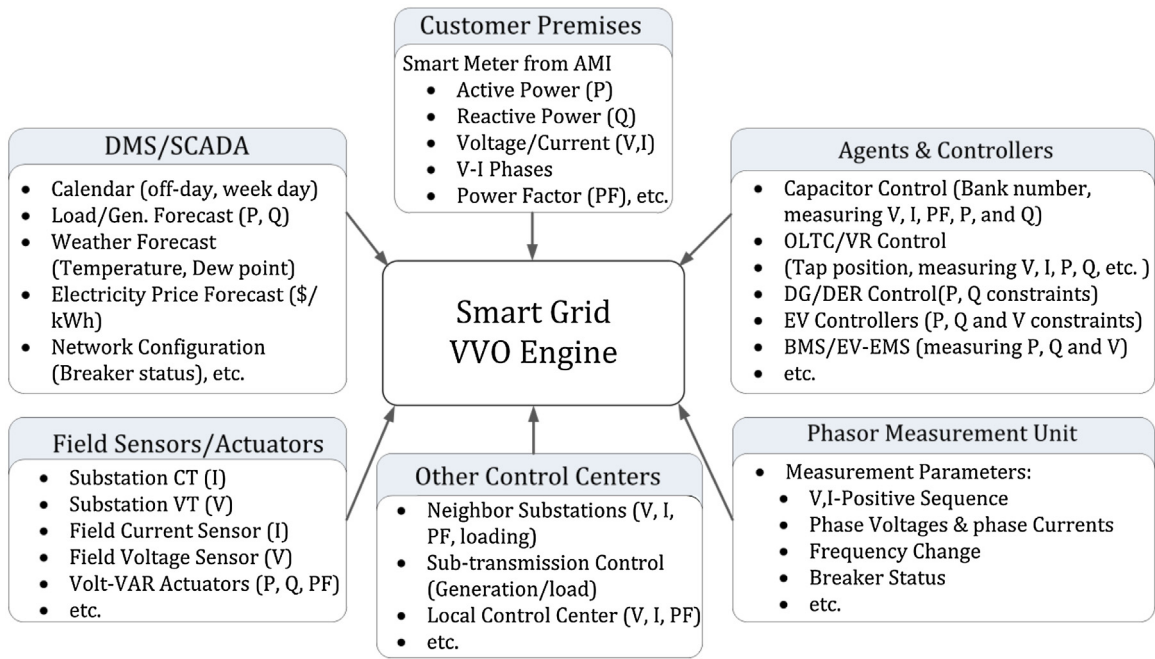 Customer Premises
Smart Meter from AMI
• Active Power (P)
• Reactive Power (Q)
• Voltage/Current (V,I)
• V-I Phases
• Power Factor (PF), etc.
DMS/SCADA
• Calendar (off-day, week day)
• Load/Gen. Forecast (P, Q)
• Weather Forecast
(Temperature, Dew point)
• Electricity Price Forecast ($/
kWh)
• Network Configuration
(Breaker status), etc.
Smart Grid
VVO Engine
Agents & Controllers
• Capacitor Control (Bank number,
measuring V, I, PF, P, and Q)
• OLTC/VR Control
• (Tap position, measuring V, I, P, Q, etc. )
• DG/DER Control(P, Q constraints)
• EV Controllers (P, Q and V constraints)
• BMS/EV-EMS (measuring P, Q and V)
• etc.
Field Sensors/Actuators
• Substation CT (I)
• Substation VT (V)
• Field Current Sensor (I)
• Field Voltage Sensor (V)
• Volt-VAR Actuators (P, Q, PF)
• etc.
Other Control Centers
• Neighbor Substations (V, I,
PF, loading)
• Sub-transmission Control
(Generation/load)
• Local Control Center (V, I, PF)
• etc.
Phasor Measurement Unit
• Measurement Parameters:
• V,I-Positive Sequence
• Phase Voltages & phase Currents
• Frequency Change
• Breaker Status
• etc.